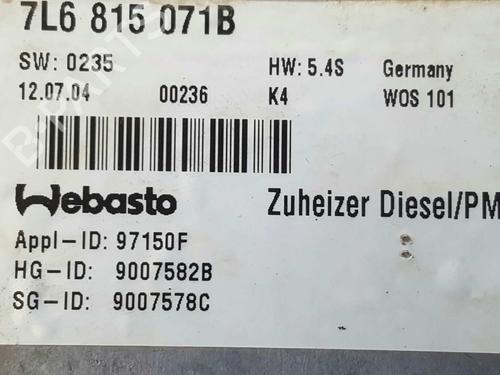 7L6 815 071B
SW: 0235 HW: 5.4S Germany
12.07.04 00236 K4 WOS 101
Webasto Zuheizer Diesel/PM
Appl-ID: 97150F
HG-ID: 9007582B
SG-ID: 9007578C
B-PARTS